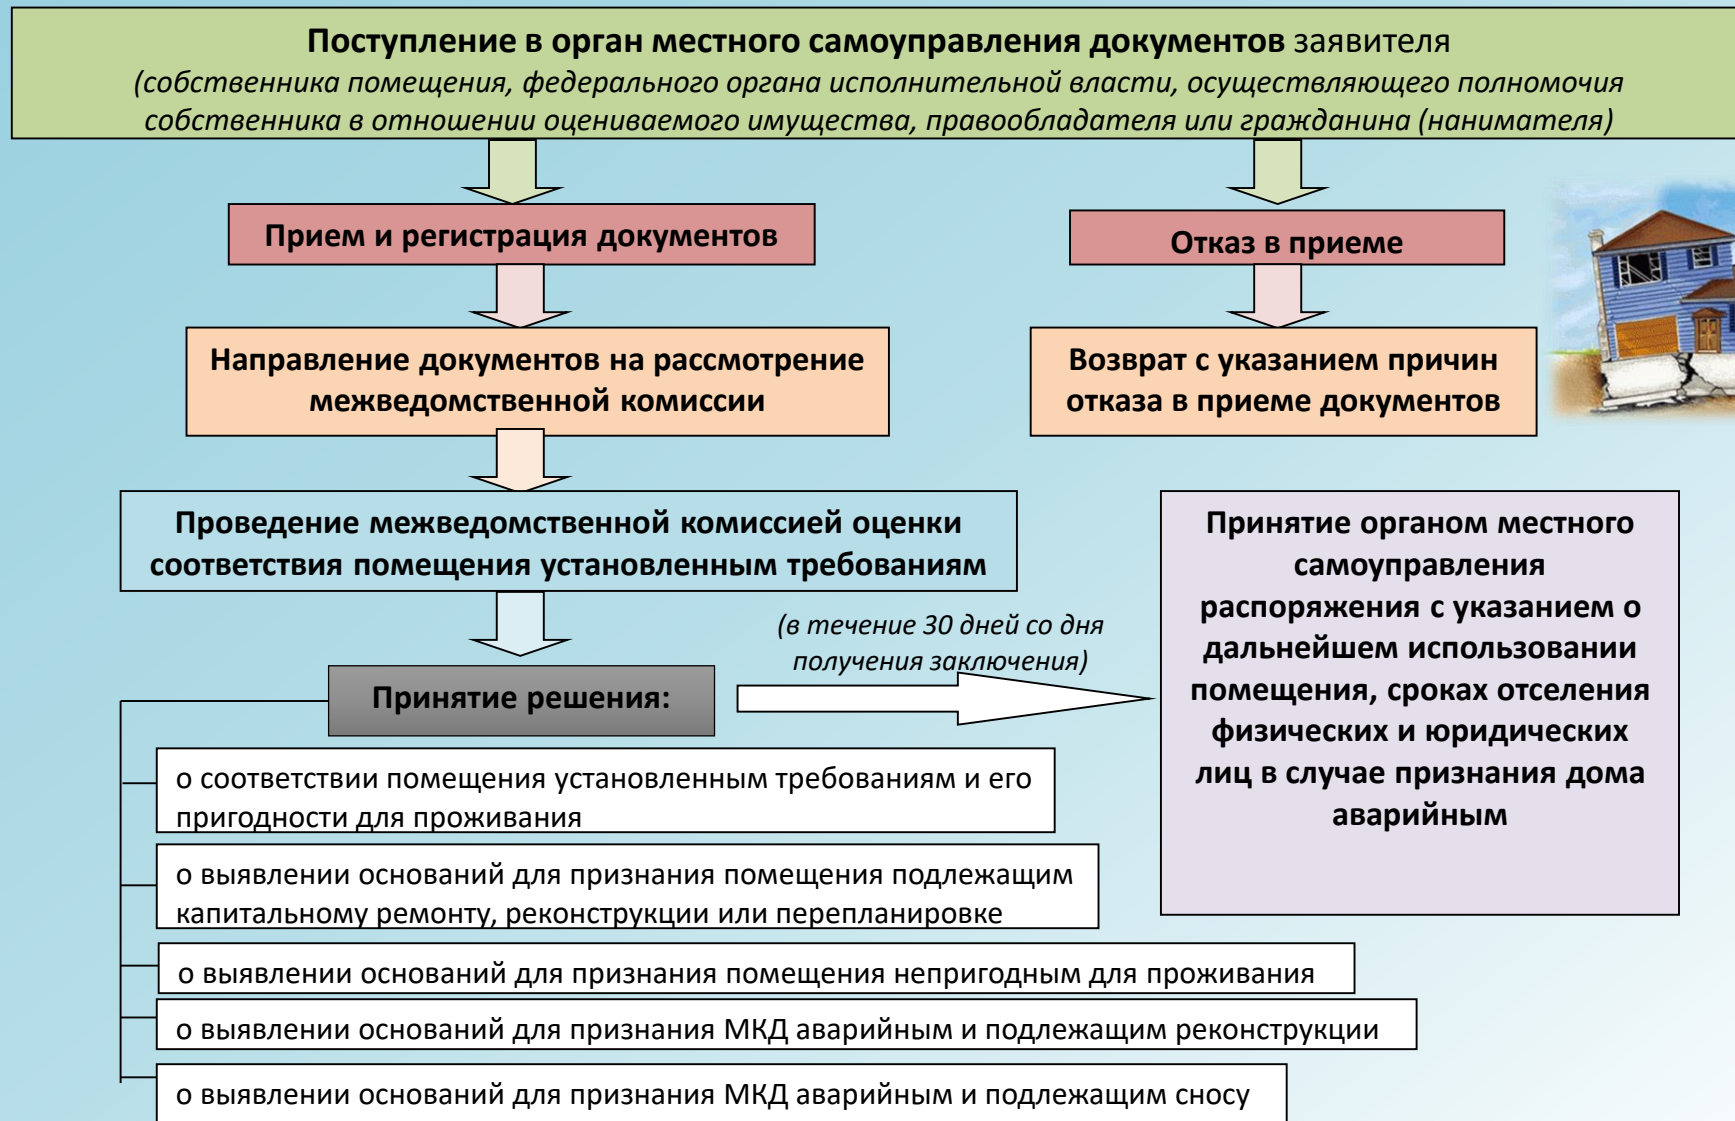 Поступление в орган местного самоуправления документов заявителя
(собственника помещения, федерального органа исполнительной власти, осуществляющего полномочия
собственника в отношении оцениваемого имущества, правообладателя или гражданина (нанимателя)
Прием и регистрация документов
Отказ в приеме
Направление документов на рассмотрение
межведомственной комиссии
Возврат с указанием причин
отказа в приеме документов
Проведение межведомственной комиссией оценки
соответствия помещения установленным требованиям
(в течение 30 дней со дня
получения заключения)
Принятие органом местного
самоуправления
распоряжения с указанием о
дальнейшем использовании
помещения, сроках отселения
физических и юридических
лиц в случае признания дома
аварийным
Принятие решения:
о соответствии помещения установленным требованиям и его
пригодности для проживания
о выявлении оснований для признания помещения подлежащим
капитальному ремонту, реконструкции или перепланировке
о выявлении оснований для признания помещения непригодным для проживания
о выявлении оснований для признания МКД аварийным и подлежащим реконструкции
о выявлении оснований для признания МКД аварийным и подлежащим сносу